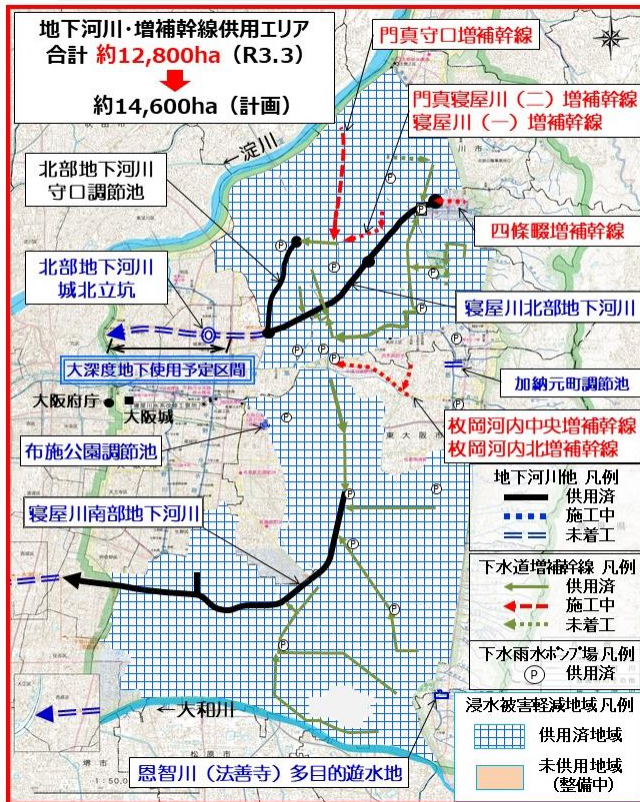 地下河川・増補幹線供用エリア
合計 約12,800ha（R3.3）
約14,600ha（計画）
門真守口増補幹線
門真寝屋川（二）増補幹線
寝屋川（一）増補幹線
←淀川
北部地下河川
守口調節池
四條畷増補幹線
北部地下河川
城北立坑
寝屋川北部地下河川
大深度地下使用予定区間
加納元町調節池
大阪府庁
大阪城
枚岡河内中央増補幹線
枚岡河内北増補幹線
東大阪市
布施公園調節池
寝屋川南部地下河川
地下河川他 凡例
供用済
施工中
未着工
下水道増補幹線 凡例
供用済
施工中
未着工
下水雨水ポンプ場 凡例
P 供用済
浸水被害軽減地域 凡例
供用済地域
未供用地域
（整備中）
←大和川
堺市
松原市
1:50,000
恩智川（法善寺）多目的遊水地